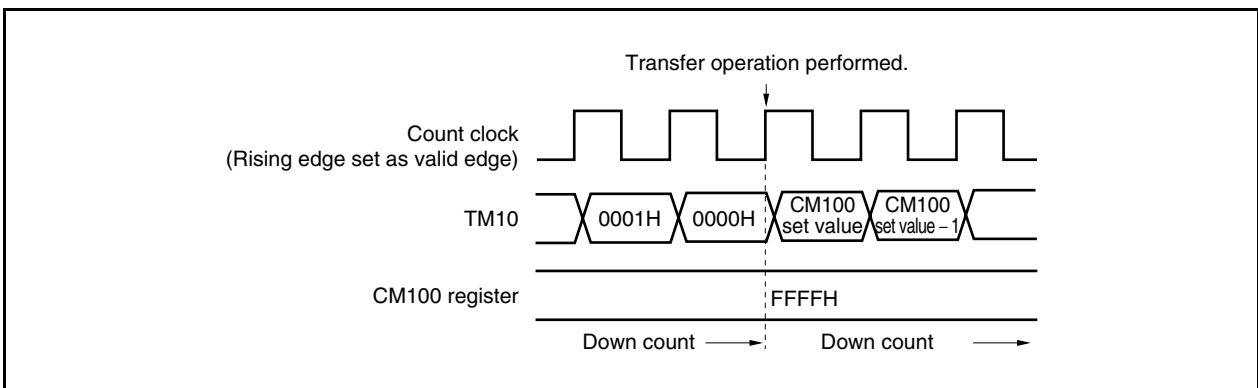 Transfer operation performed.
Count clock
(Rising edge set as valid edge)
TM10
0001H
0000H
CM100
set value
CM100
set value – 1
CM100 register
FFFFH
Down count
Down count